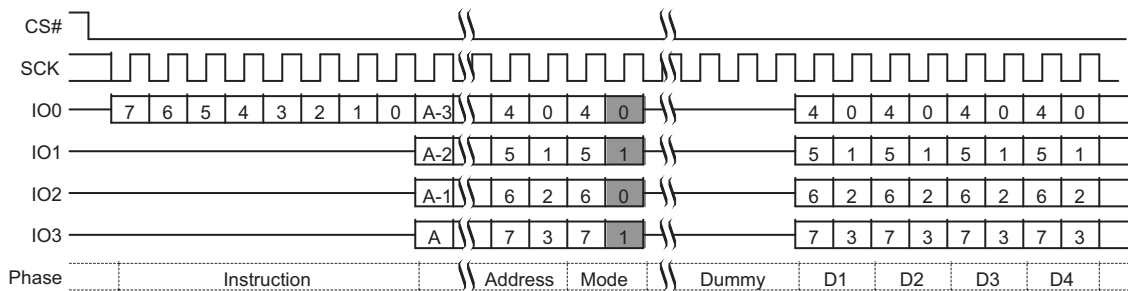 CS#
SCK
IO0 7 6 5 4 3 2 1 0 A-3 4 0 4 0 4 0 4 0 4 0 4 0
IO1 A-2 5 1 5 1 5 1 5 1 5 1 5 1
IO2 A-1 6 2 6 0 6 2 6 2 6 2 6 2
IO3 A 7 3 7 1 7 3 7 3 7 3 7 3
Phase Instruction Address Mode Dummy D1 D2 D3 D4